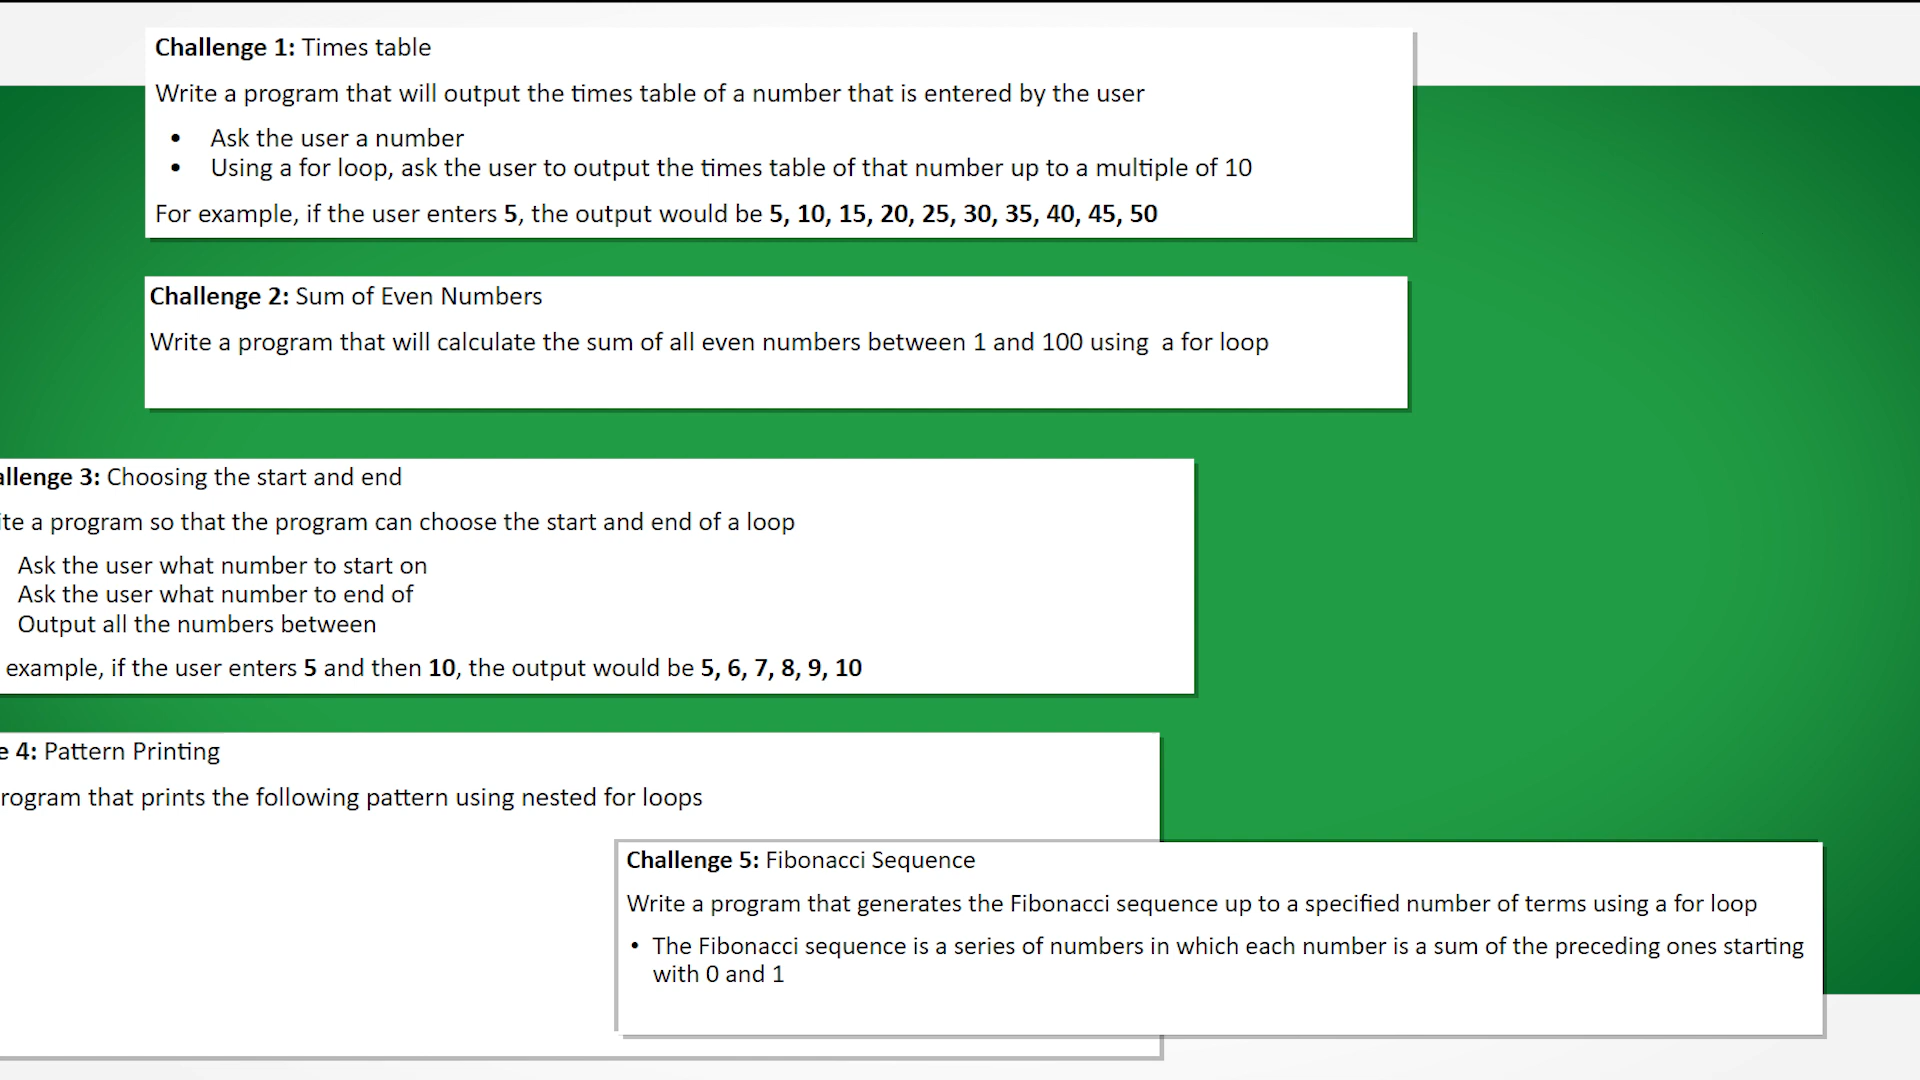 Challenge 1: Times table
Write a program that will output the times table of a number that is entered by the user
• Ask the user a number
• Using a for loop, ask the user to output the times table of that number up to a multiple of 10
For example, if the user enters 5, the output would be 5, 10, 15, 20, 25, 30, 35, 40, 45, 50
Challenge 2: Sum of Even Numbers
Write a program that will calculate the sum of all even numbers between 1 and 100 using  a for loop
allenge 3: Choosing the start and end
ite a program so that the program can choose the start and end of a loop
Ask the user what number to start on
Ask the user what number to end of
Output all the numbers between
example, if the user enters 5 and then 10, the output would be 5, 6, 7, 8, 9, 10
e 4: Pattern Printing
rogram that prints the following pattern using nested for loops
Challenge 5: Fibonacci Sequence
Write a program that generates the Fibonacci sequence up to a specified number of terms using a for loop
• The Fibonacci sequence is a series of numbers in which each number is a sum of the preceding ones starting
with 0 and 1